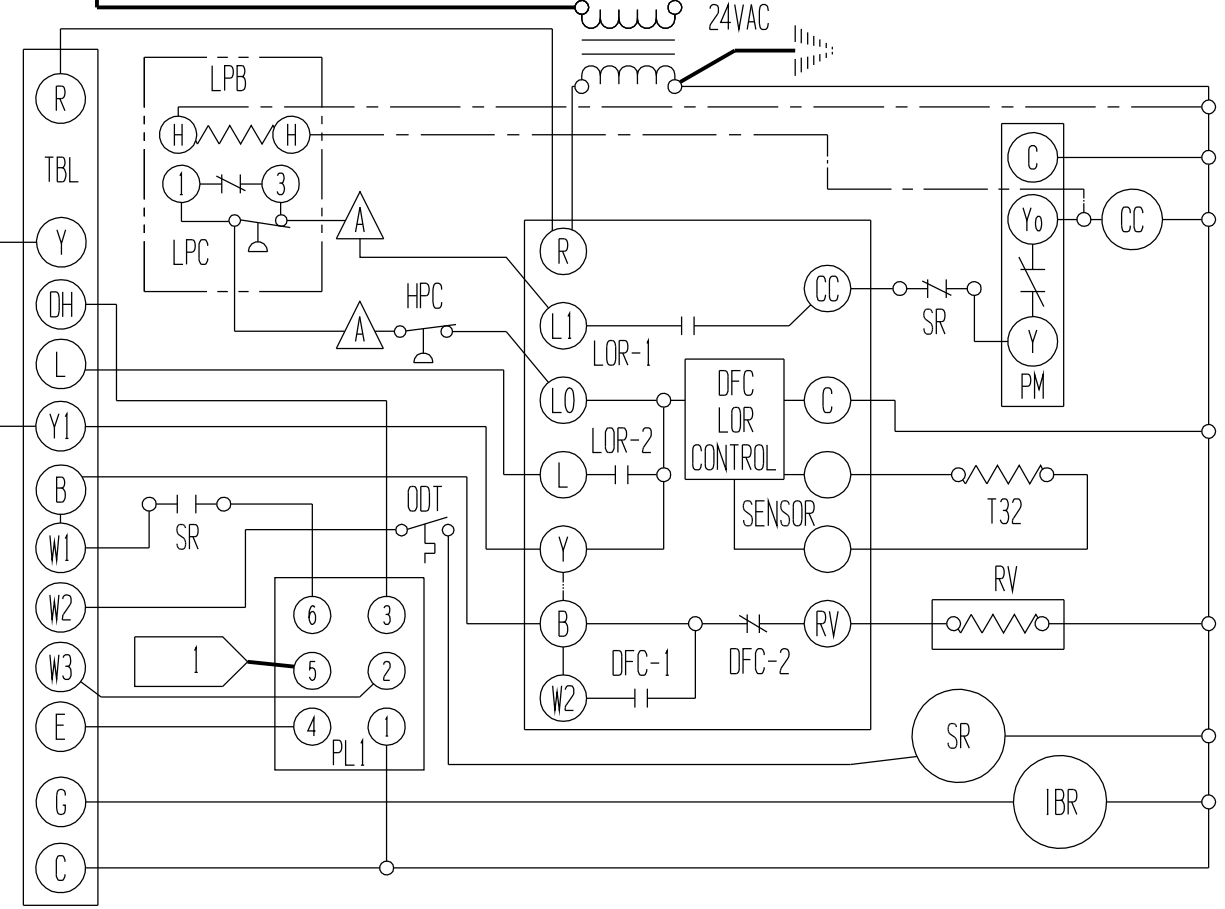 24VAC
R
LPB
H H
C
TBL
1 3
A
Yo CC
Y
LPC
R
DH
HPC
CC
SR
A
L1
LOR-1
Y
L
PM
DFC
LOR
CONTROL
LO
C
Y1
LOR-2
L
B
ODT
SENSOR
T32
SR
W1
Y
RV
W2
6 3
B
RV
1
W3
5 2
DFC-1
DFC-2
W2
E
4 1
PL1
SR
G
IBR
C